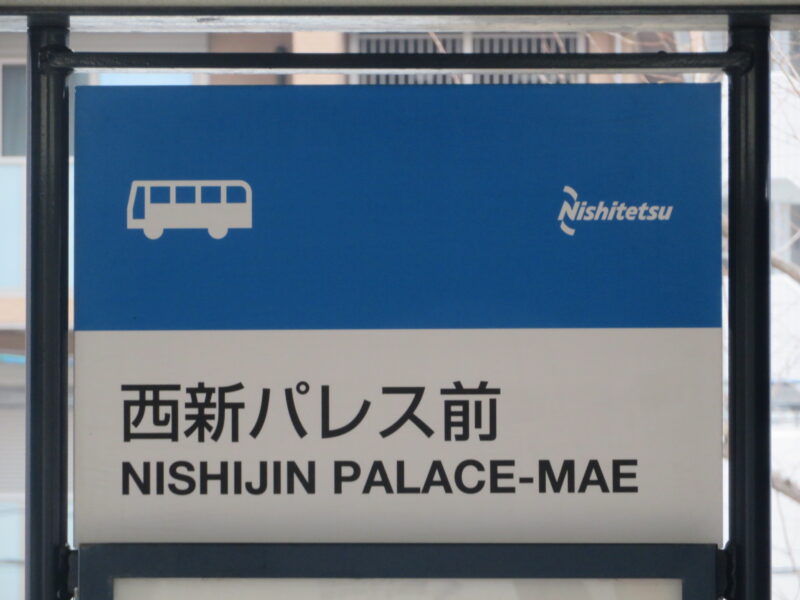 Nishitetsu
西新パレス前
NISHIJIN PALACE-MAE